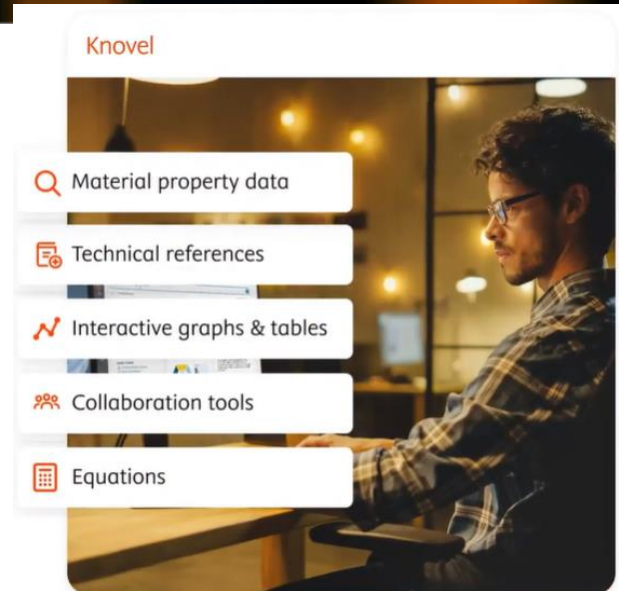 Knovel
Material property data
Technical references
Interactive graphs & tables
Collaboration tools
Equations